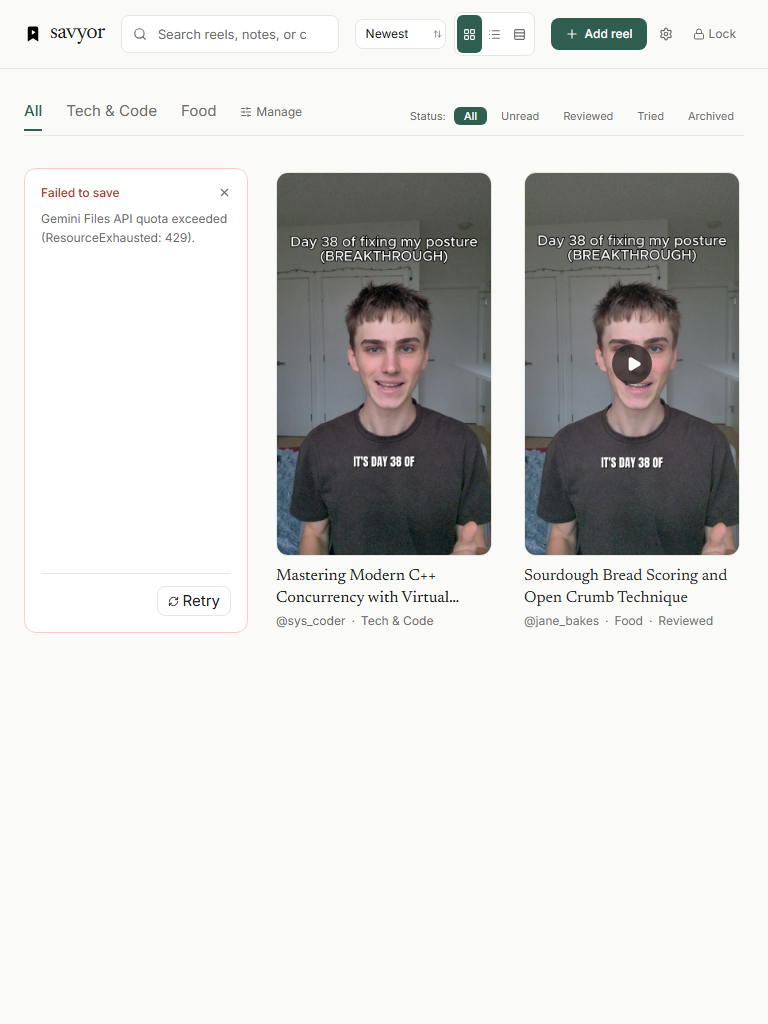 savyor
Search reels, notes, or c
Newest
Add reel
Lock
All
Tech & Code
Food
Manage
Status:
All
Unread
Reviewed
Tried
Archived
Failed to save
Gemini Files API quota exceeded
(ResourceExhausted: 429).
Retry
Day 38 of fixing my posture
(BREAKTHROUGH)
IT'S DAY 38 OF
Mastering Modern C++
Concurrency with Virtual...
@sys_coder · Tech & Code
Day 38 of fixing my posture
(BREAKTHROUGH)
IT'S DAY 38 OF
Sourdough Bread Scoring and
Open Crumb Technique
@jane_bakes · Food · Reviewed